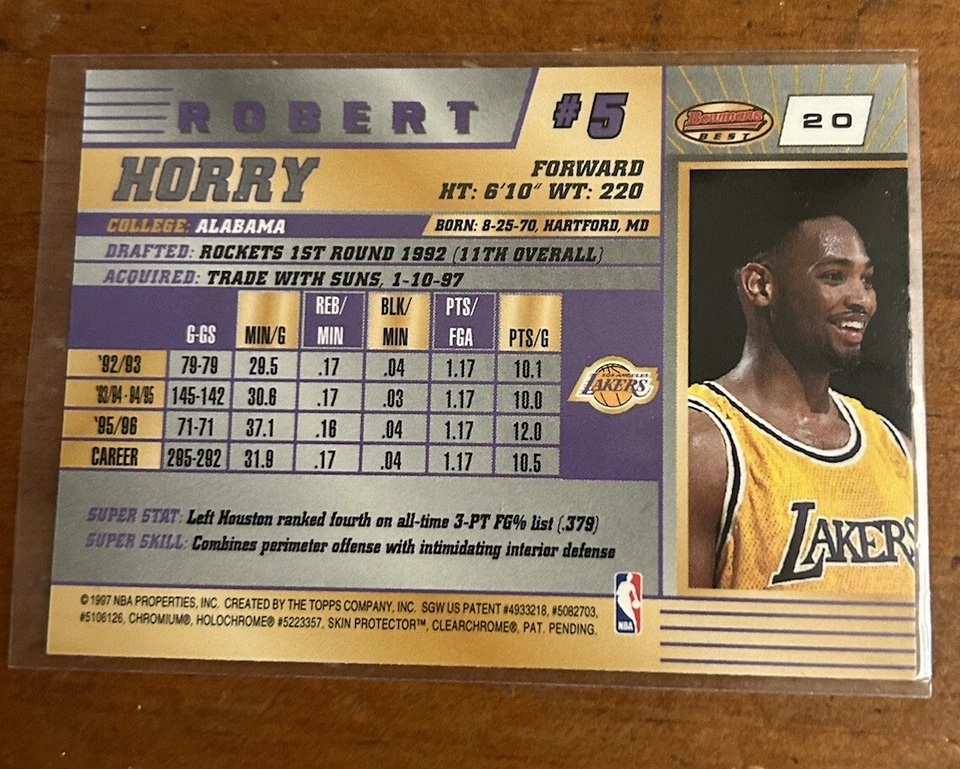 ROBERT
#5
HORRY
FORWARD
HT: 6'10" WT: 220
COLLEGE: ALABAMA
BORN: 8-25-70, HARTFORD, MD
DRAFTED: ROCKETS 1ST ROUND 1992 (11TH OVERALL)
ACQUIRED: TRADE WITH SUNS, 1-10-97
G-GS MIN/G REB/MIN BLK/MIN PTS/FGA PTS/G
'92/93 79-79 29.5 .17 .04 1.17 10.1
'93/94 - 94/95 145-142 30.6 .17 .03 1.17 10.0
'95/96 71-71 37.1 .16 .04 1.17 12.0
CAREER 295-292 31.9 .17 .04 1.17 10.5
SUPER STAT: Left Houston ranked fourth on all-time 3-PT FG% list (.379)
SUPER SKILL: Combines perimeter offense with intimidating interior defense
© 1997 NBA PROPERTIES, INC. CREATED BY THE TOPPS COMPANY, INC. SGW US PATENT #4933218, #5082703,
#5106126, CHROMIUM®, HOLOCHROME® #5223357, SKIN PROTECTOR™, CLEARCHROME®, PAT. PENDING.
NBA
LOS ANGELES
LAKERS
Bowmans
BEST
20
LAKERS